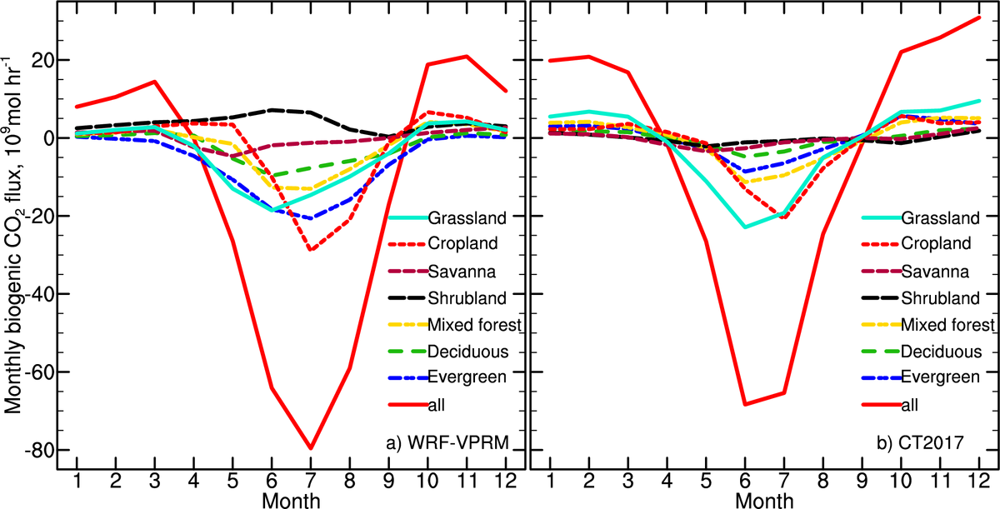 Monthly biogenic CO2 flux, 10^9 mol hr^-1
20
0
-20
-40
-60
-80
Grassland
Cropland
Savanna
Shrubland
Mixed forest
Deciduous
Evergreen
all
a) WRF-VPRM
1 2 3 4 5 6 7 8 9 10 11 12
Month
Grassland
Cropland
Savanna
Shrubland
Mixed forest
Deciduous
Evergreen
all
b) CT2017
1 2 3 4 5 6 7 8 9 10 11 12
Month